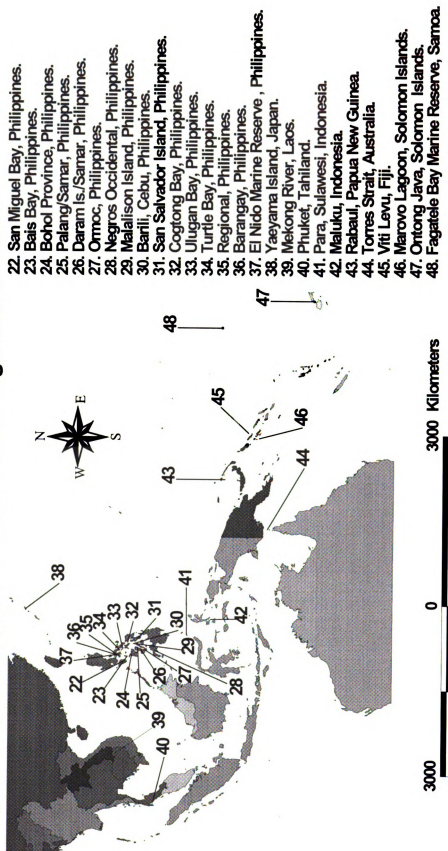 22. San Miguel Bay, Philippines.
23. Bais Bay, Philippines.
24. Bohol Province, Philippines.
25. Palang/Samar, Philippines.
26. Daram Is./Samar, Philippines.
27. Ormoc, Philippines.
28. Negros Occidental, Philippines.
29. Malalison Island, Philippines.
30. Barili, Cebu, Philippines.
31. San Salvador Island, Philippines.
32. Cogtong Bay, Philippines.
33. Ulugan Bay, Philippines.
34. Turtle Bay, Philippines.
35. Regional, Philippines.
36. Barangay, Philippines.
37. El Nido Marine Reserve , Philippines.
38. Yaeyama Island, Japan.
39. Mekong River, Laos.
40. Phuket, Tahiland.
41. Para, Sulawesi, Indonesia.
42. Maluku, Indonesia.
43. Rabaul, Papua New Guinea.
44. Torres Strait, Australia.
45. Viti Levu, Fiji.
46. Marovo Lagoon, Solomon Islands.
47. Ontong Java, Solomon Islands.
48. Fagatele Bay Marine Reserve, Samoa.
N
W
E
S
38
37
36
35
34
33
32
31
30
29
28
27
26
25
24
23
22
39
40
41
42
43
44
45
46
47
48
3000
0
3000 Kilometers